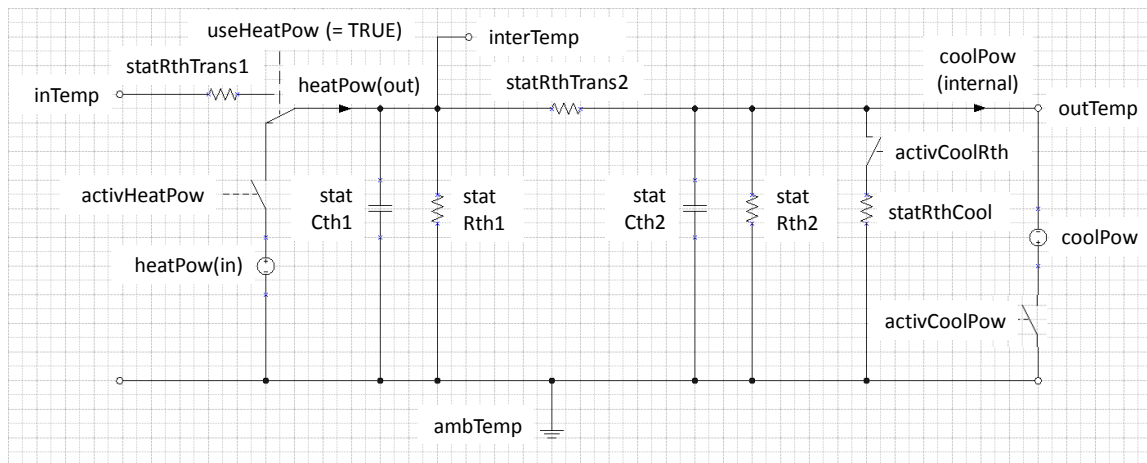 useHeatPow (= TRUE)
interTemp
statRthTrans1
heatPow(out)
statRthTrans2
coolPow
(internal)
inTemp
outTemp
activCoolRth
activHeatPow
stat
Cth1
stat
Rth1
stat
Cth2
stat
Rth2
statRthCool
coolPow
heatPow(in)
activCoolPow
ambTemp